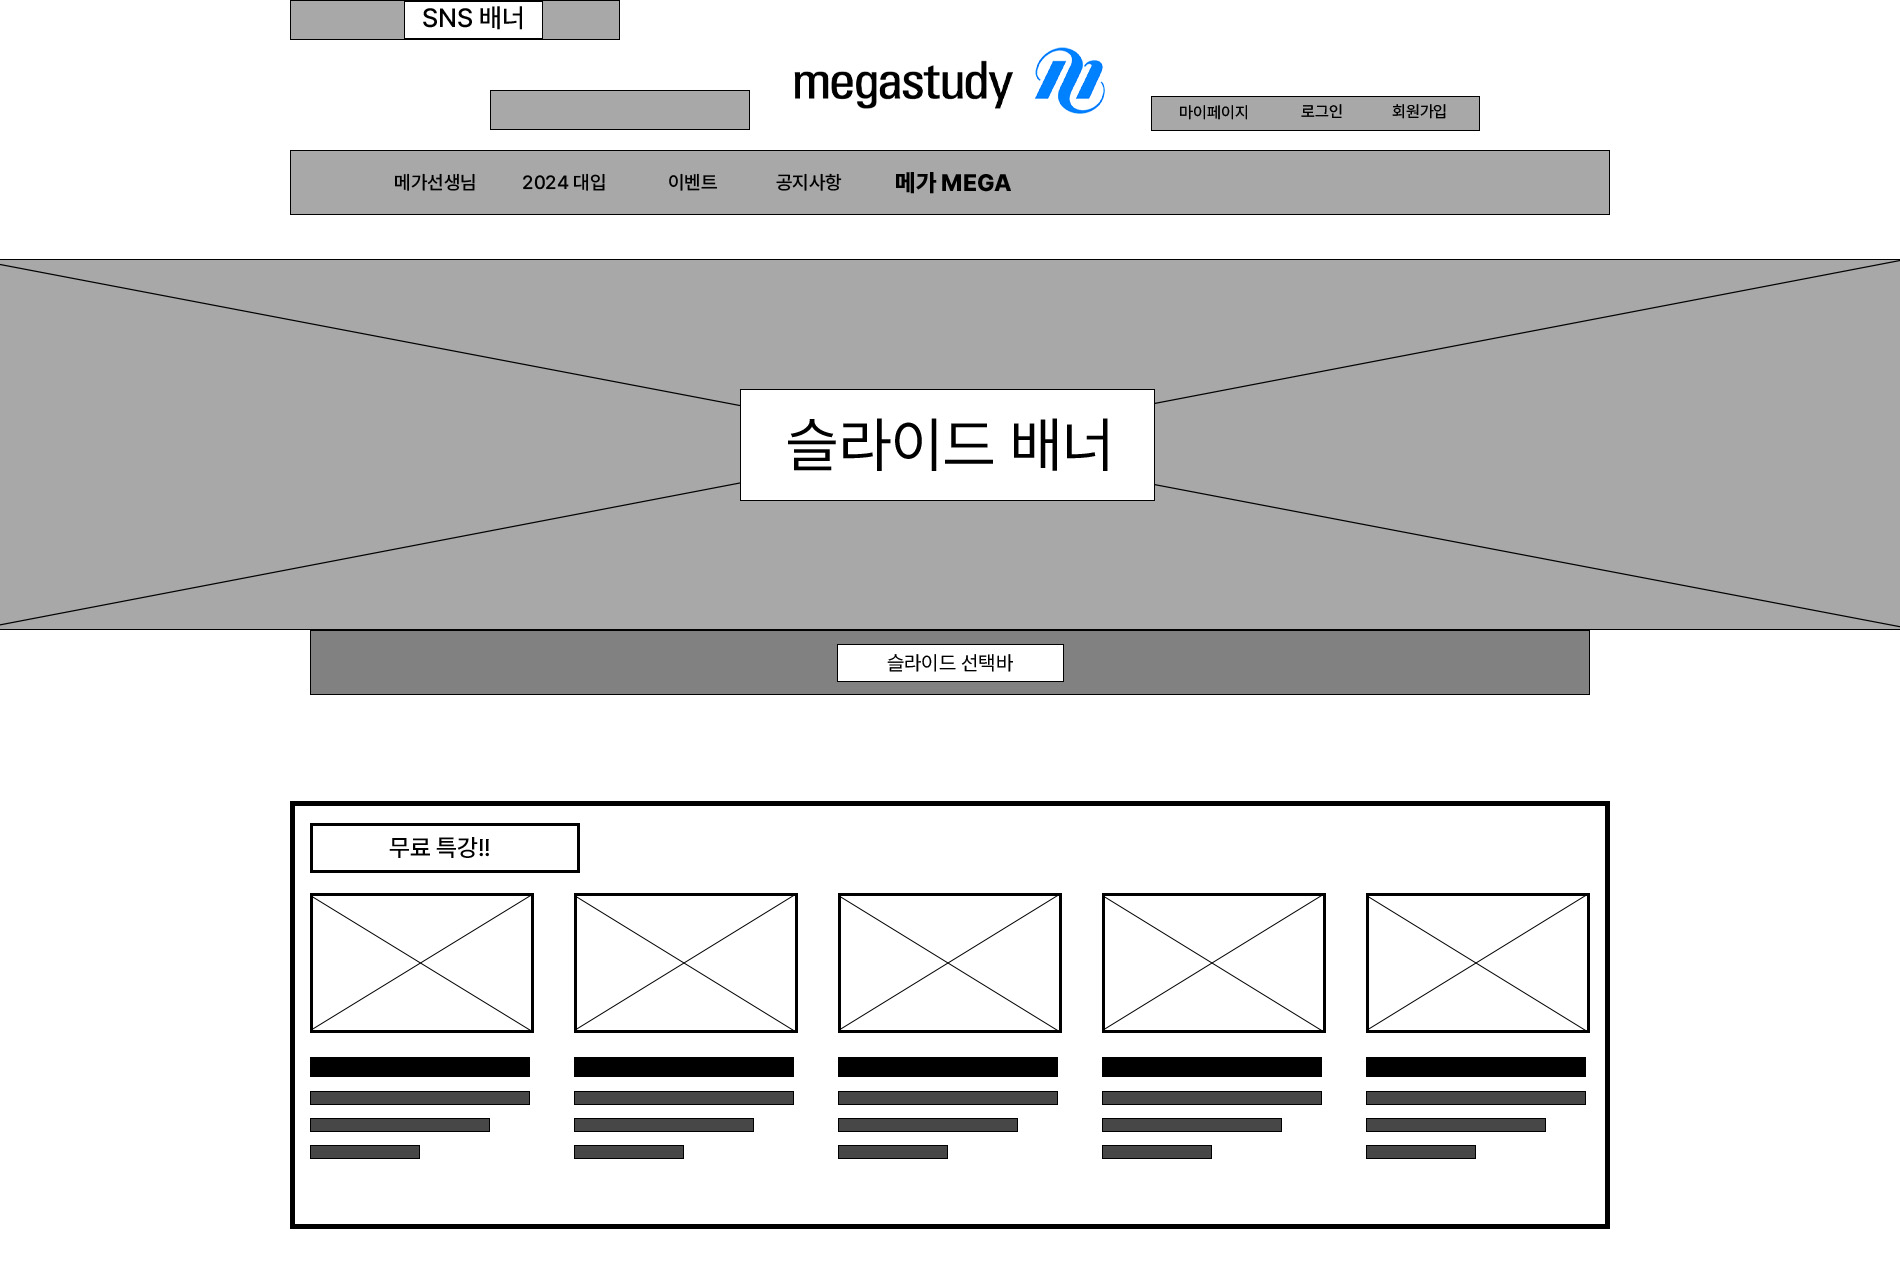 SNS 배너
megastudy
마이페이지 로그인 회원가입
메가선생님 2024 대입 이벤트 공지사항 메가 MEGA
슬라이드 배너
슬라이드 선택바
무료 특강!!